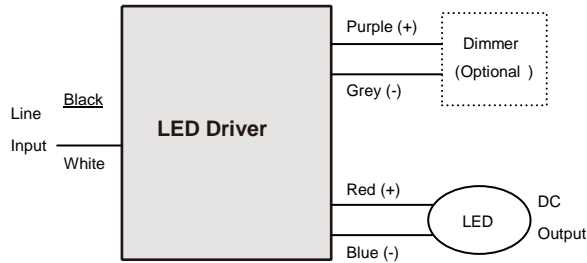 Purple (+)
Dimmer
(Optional )
Grey (-)
Line
Black
Input
White
LED Driver
Red (+)
LED
DC
Output
Blue (-)